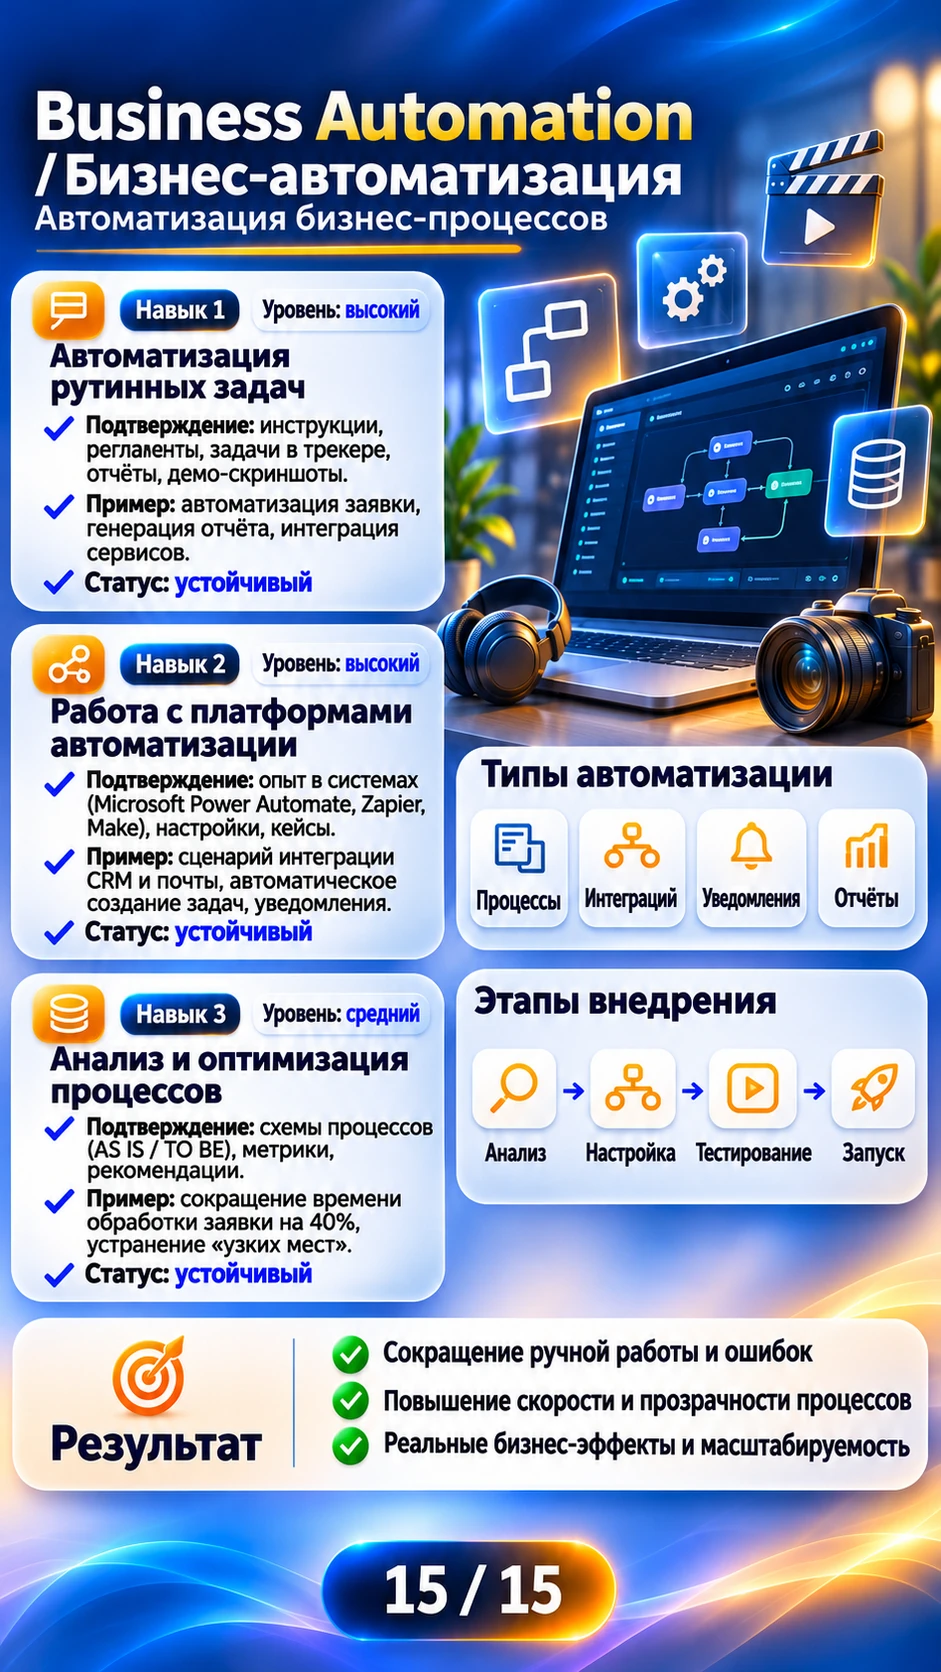 Business Automation
/ Бизнес-автоматизация
Автоматизация бизнес-процессов
Навык 1
Уровень: высокий
Автоматизация
рутинных задач
Подтверждение: инструкции,
регламенты, задачи в трекере,
отчёты, демо-скриншоты.
Пример: автоматизация заявки,
генерация отчёта, интеграция
сервисов.
Статус: устойчивый
Навык 2
Уровень: высокий
Работа с платформами
автоматизации
Подтверждение: опыт в системах
(Microsoft Power Automate, Zapier,
Make), настройки, кейсы.
Пример: сценарий интеграции
CRM и почты, автоматическое
создание задач, уведомления.
Статус: устойчивый
Навык 3
Уровень: средний
Анализ и оптимизация
процессов
Подтверждение: схемы процессов
(AS IS / TO BE), метрики,
рекомендации.
Пример: сокращение времени
обработки заявки на 40%,
устранение «узких мест».
Статус: устойчивый
Типы автоматизации
Процессы
Интеграций
Уведомления
Отчёты
Этапы внедрения
Анализ
Настройка
Тестирование
Запуск
Результат
Сокращение ручной работы и ошибок
Повышение скорости и прозрачности процессов
Реальные бизнес-эффекты и масштабируемость
15 / 15